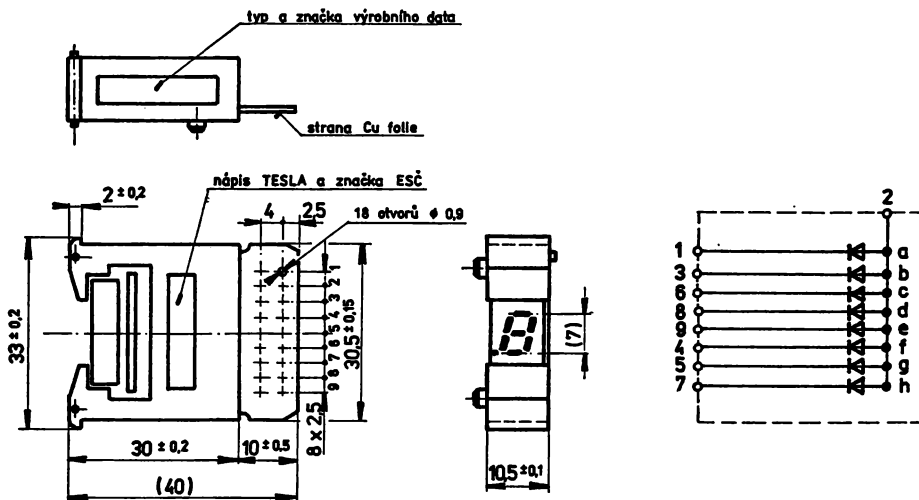 typ a značka výrobního data
strana Cu folie
nápis TESLA a značka ESČ
2 ±0,2
4
2,5
18 otvorů ϕ 0,9
1
2
3
4
5
6
7
8
9
8 x 2,5
33 ±0,2
30,5 ±0,15
30 ±0,2
10 ±0,5
(40)
(7)
10,5 ±0,1
2
1 a
3 b
6 c
8 d
9 e
4 f
5 g
7 h